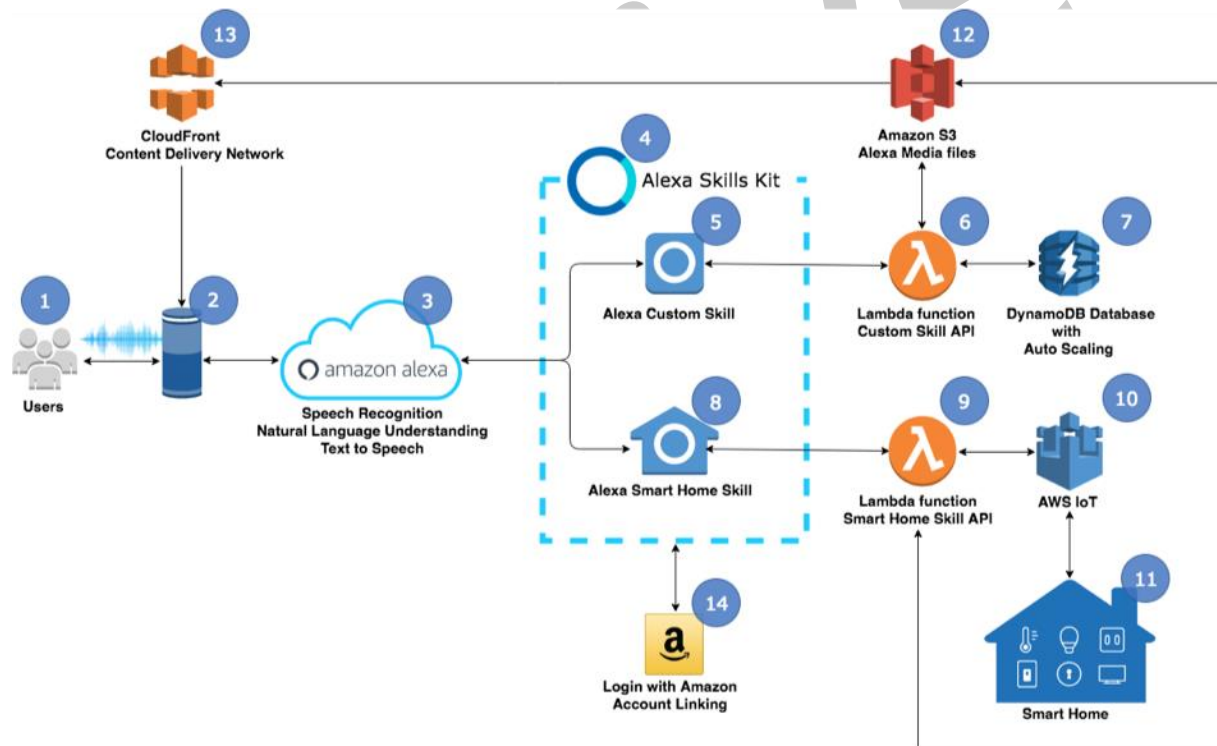 13
12
CloudFront
Content Delivery Network
Amazon S3
Alexa Media files
4
Alexa Skills Kit
5
6
7
Alexa Custom Skill
Lambda function
Custom Skill API
DynamoDB Database
with
Auto Scaling
1
2
3
amazon alexa
Users
Speech Recognition
Natural Language Understanding
Text to Speech
8
9
10
Alexa Smart Home Skill
Lambda function
Smart Home Skill API
AWS IoT
14
a
Login with Amazon
Account Linking
11
Smart Home